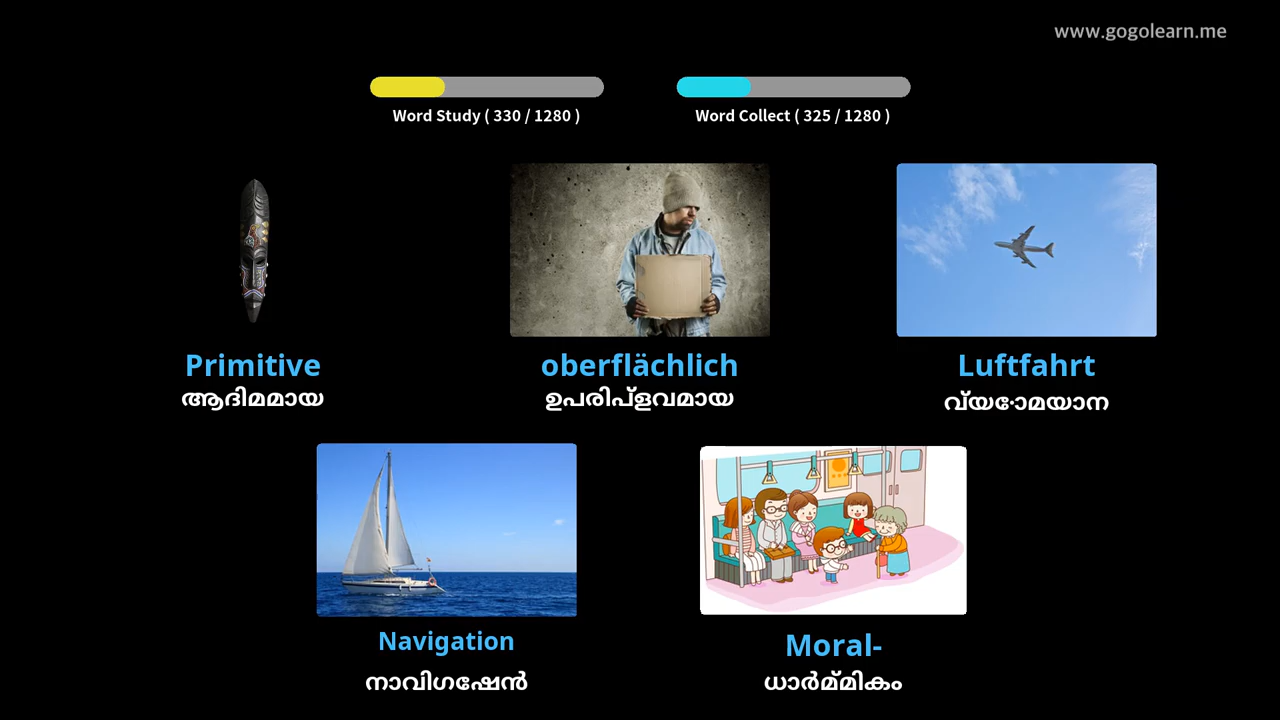 www.gogolearn.me
Word Study ( 330 / 1280 )
Word Collect ( 325 / 1280 )
Primitive
ആദിമമായ
oberflächlich
ഉപരിപ്ളവമായ
Luftfahrt
വ്യോമയാന
Navigation
നാവിഗഷേൻ
Moral-
ധാർമ്മികം